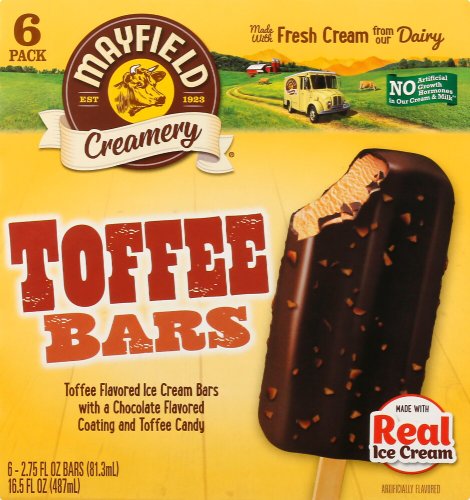 6
PACK
MAYFIELD
EST 1923
Creamery®
Made With Fresh Cream from our Dairy
NO Artificial
Growth
Hormones
in Our Cream & Milk**
TOFFEE
BARS
Toffee Flavored Ice Cream Bars
with a Chocolate Flavored
Coating and Toffee Candy
MADE WITH
Real
Ice Cream
6 - 2.75 FL OZ BARS (81.3mL)
16.5 FL OZ (487mL)
ARTIFICIALLY FLAVORED